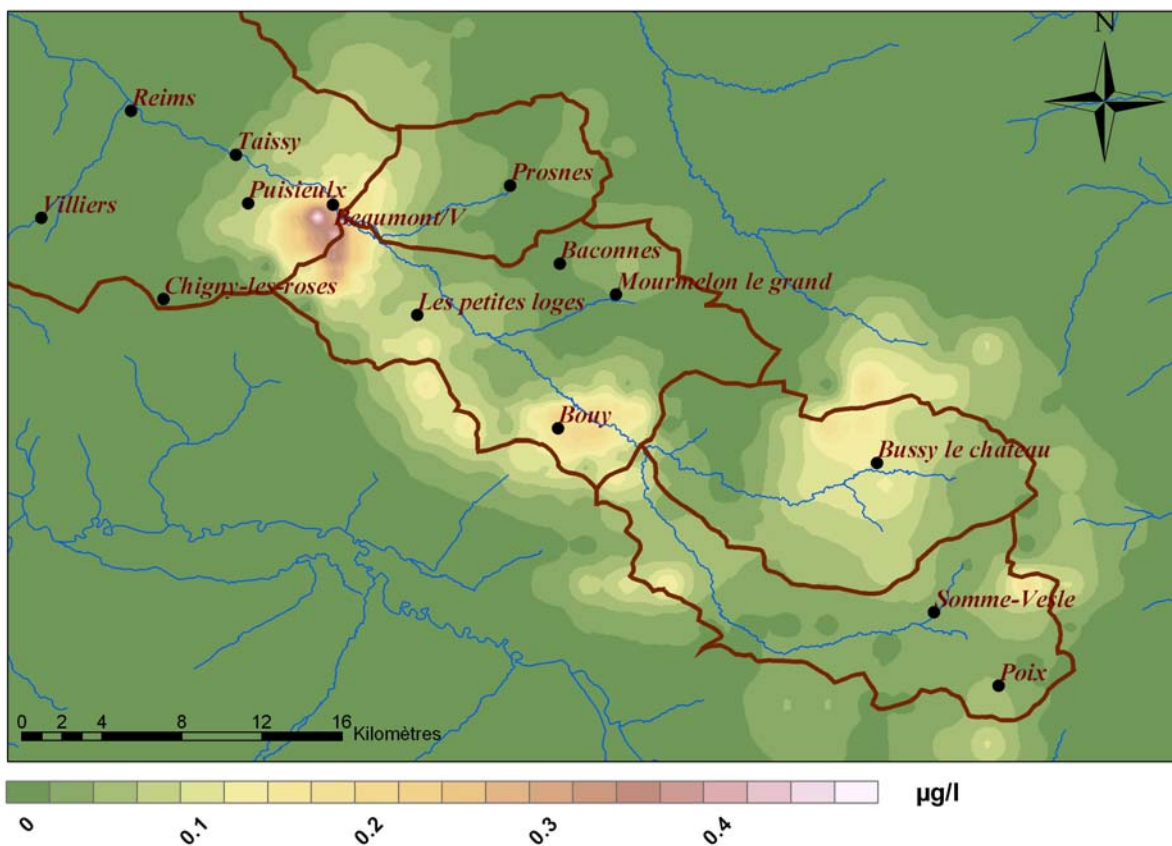 N
Reims
Taissy
Prosnes
Puisieulx
Beaumont/V
Villiers
Baconnes
Mourmelon le grand
Chigny-les-roses
Les petites loges
Bouy
Bussy le chateau
Somme-Vesle
Poix
0 2 4 8 12 16
Kilomètres
µg/l
0 0.1 0.2 0.3 0.4